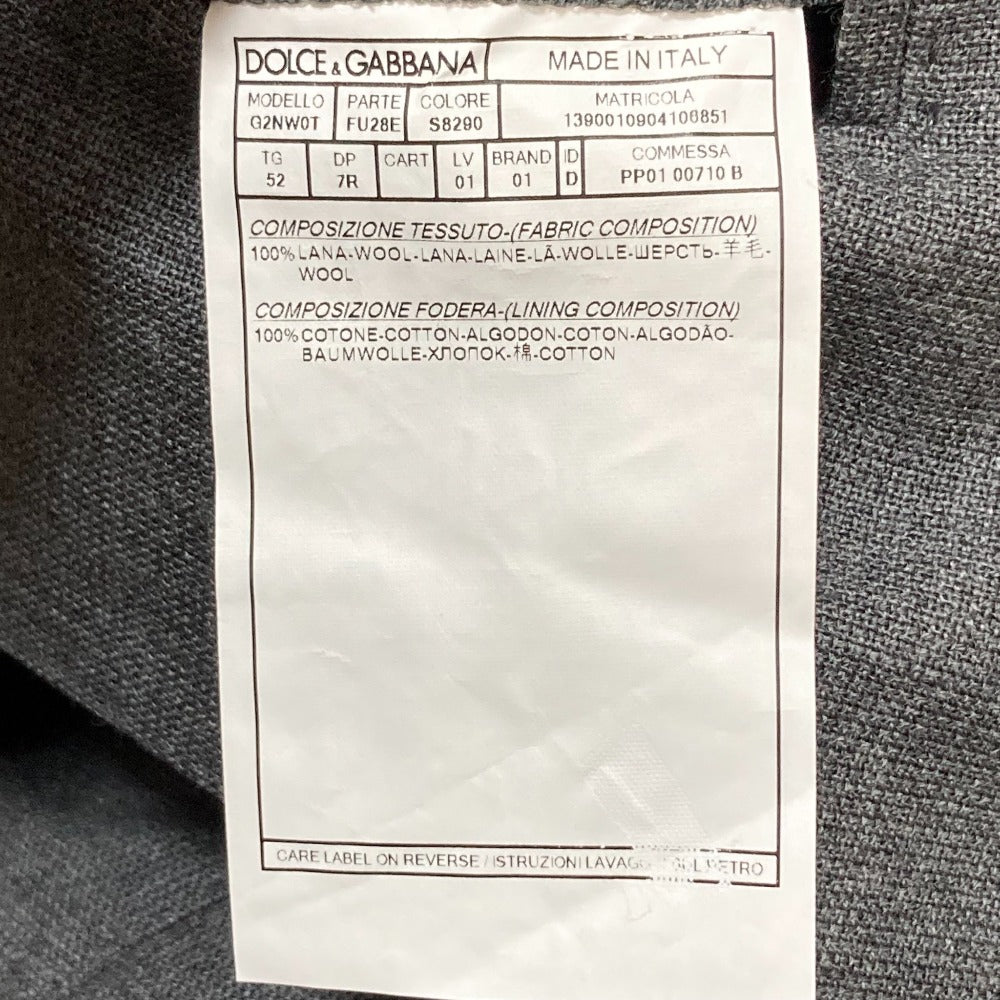 DOLCE & GABBANA MADE IN ITALY
MODELLO PARTE COLORE MATRICOLA
G2NW0T FU28E S8290 1390010904106851
TG DP CART LV BRAND ID COMMESSA
52 7R 01 01 D PP01 00710 B
COMPOSIZIONE TESSUTO-(FABRIC COMPOSITION)
100% LANA-WOOL-LANA-LAINE-LÃ-WOLLE-ШЕРСТЬ-羊毛-
WOOL
COMPOSIZIONE FODERA-(LINING COMPOSITION)
100% COTONE-COTTON-ALGODON-COTON-ALGODÃO-
BAUMWOLLE-ХЛОПОК-棉-COTTON
CARE LABEL ON REVERSE / ISTRUZIONI